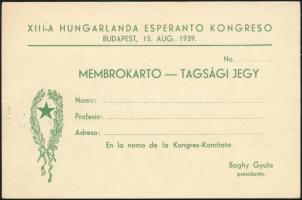 XIII-A HUNGARLANDA ESPERANTO KONGRESO
BUDAPEST, 15. AUG. 1939.
No.
MEMBROKARTO — TAGSÁGI JEGY
Nomo:
Profesio:
Adreso:
En la nomo de la Kongres-Komitato
Baghy Gyula
prezidanto.